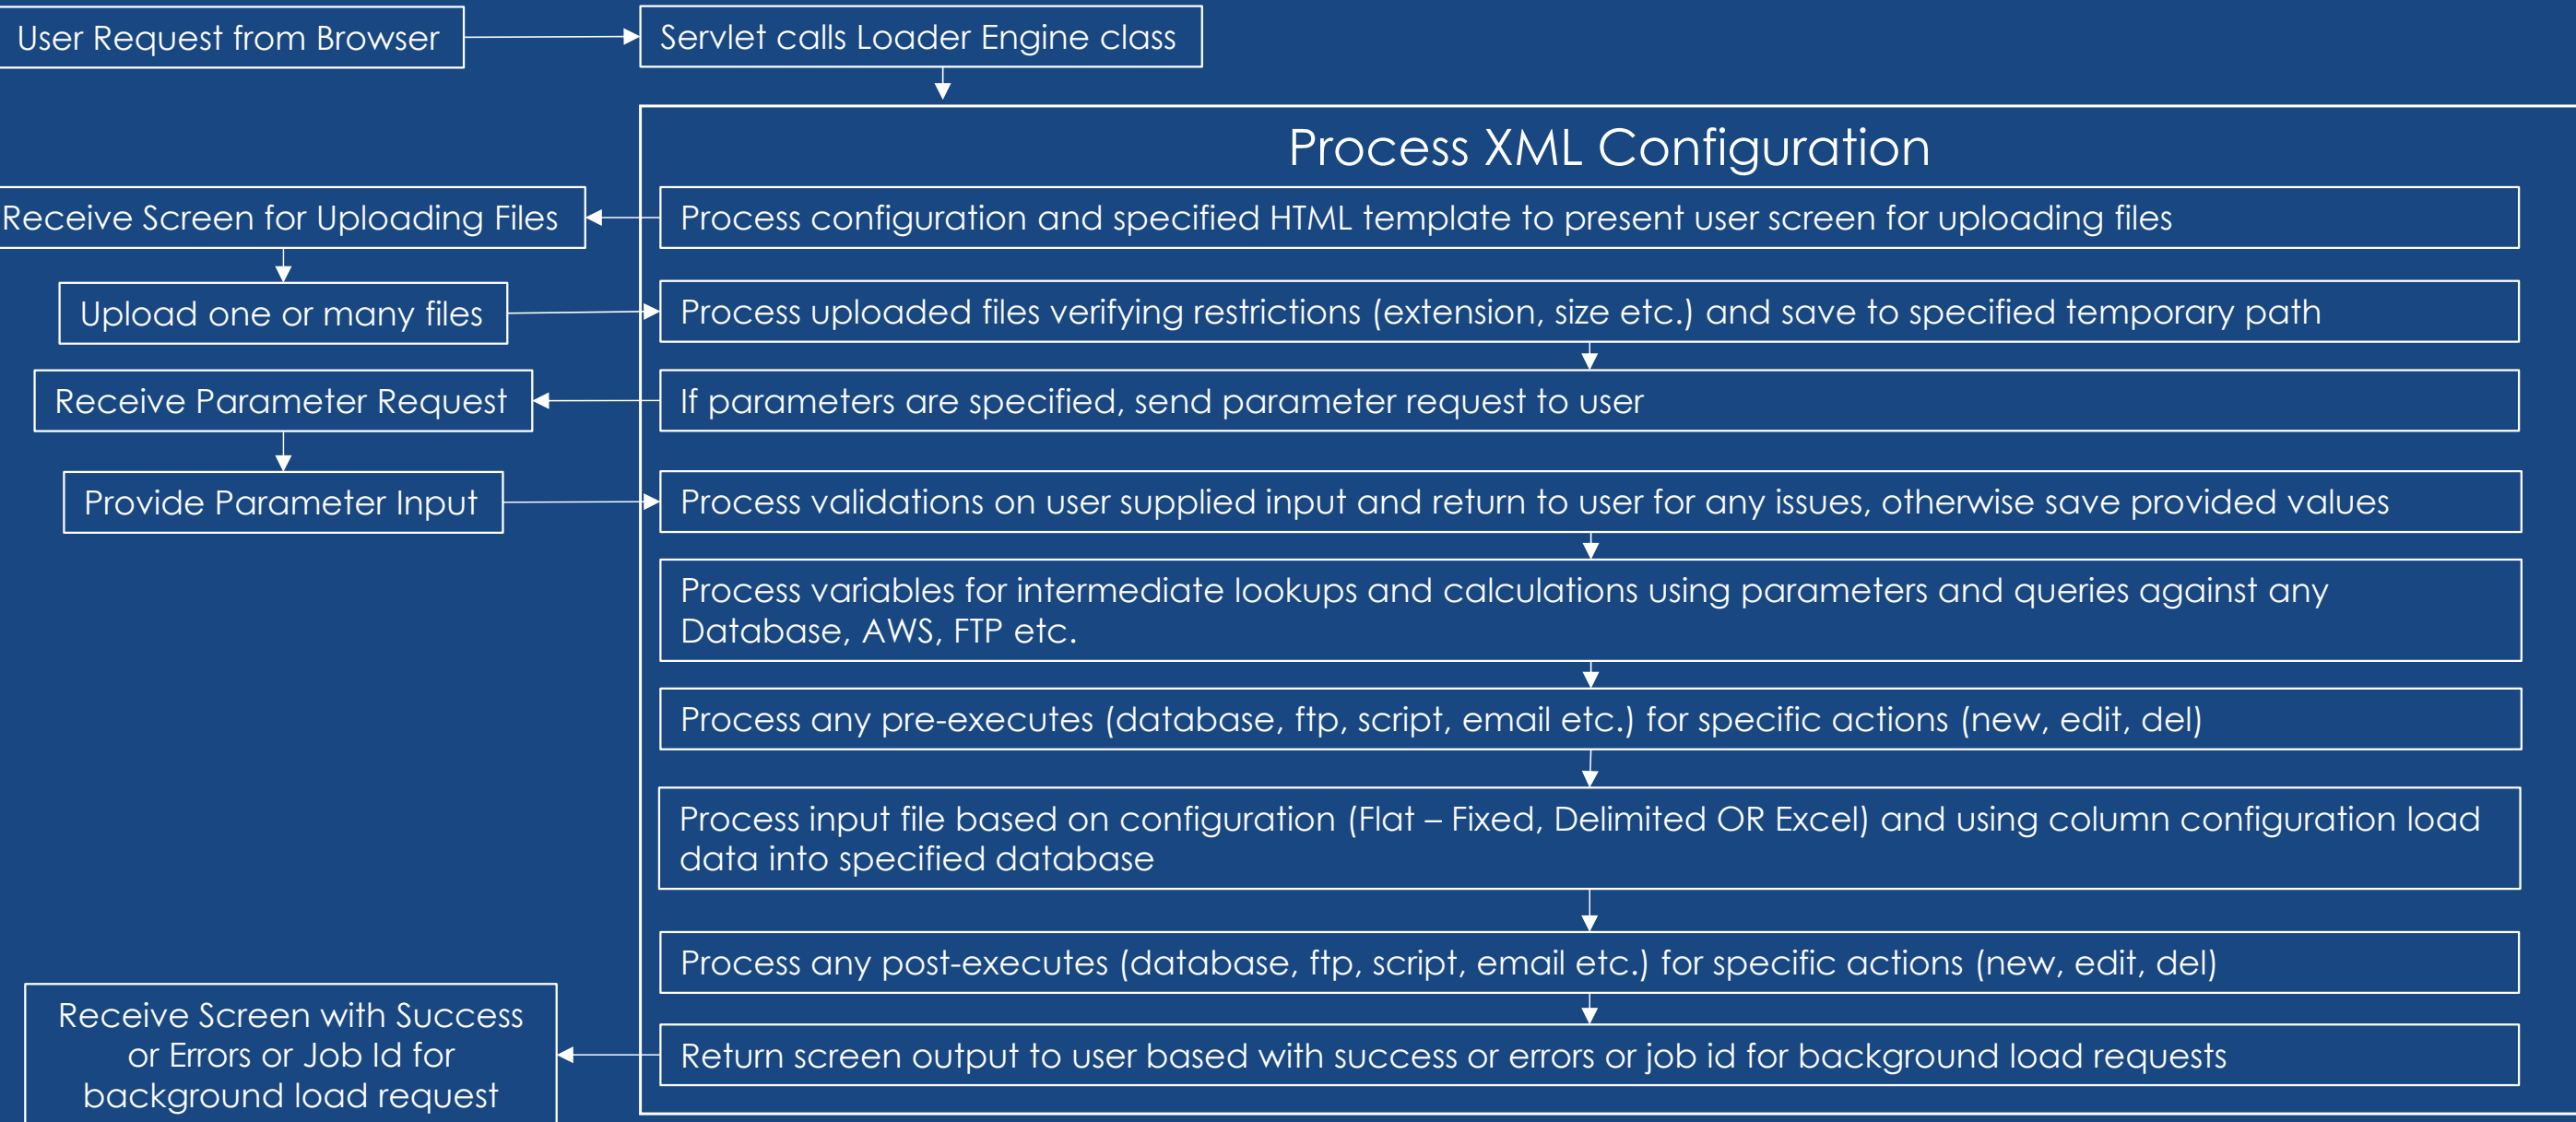 User Request from Browser
Servlet calls Loader Engine class
Process XML Configuration
Receive Screen for Uploading Files
Process configuration and specified HTML template to present user screen for uploading files
Upload one or many files
Process uploaded files verifying restrictions (extension, size etc.) and save to specified temporary path
Receive Parameter Request
If parameters are specified, send parameter request to user
Provide Parameter Input
Process validations on user supplied input and return to user for any issues, otherwise save provided values
Process variables for intermediate lookups and calculations using parameters and queries against any
Database, AWS, FTP etc.
Process any pre-executes (database, ftp, script, email etc.) for specific actions (new, edit, del)
Process input file based on configuration (Flat – Fixed, Delimited OR Excel) and using column configuration load
data into specified database
Process any post-executes (database, ftp, script, email etc.) for specific actions (new, edit, del)
Receive Screen with Success
or Errors or Job Id for
background load request
Return screen output to user based with success or errors or job id for background load requests